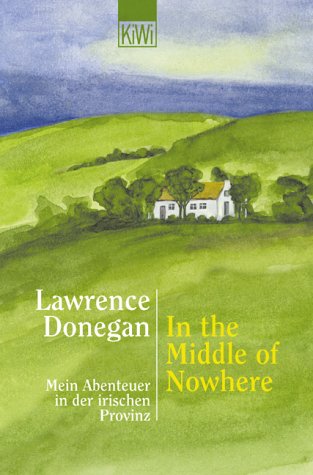 KiWi
Lawrence
Donegan
Mein Abenteuer
in der irischen
Provinz
In the
Middle of
Nowhere